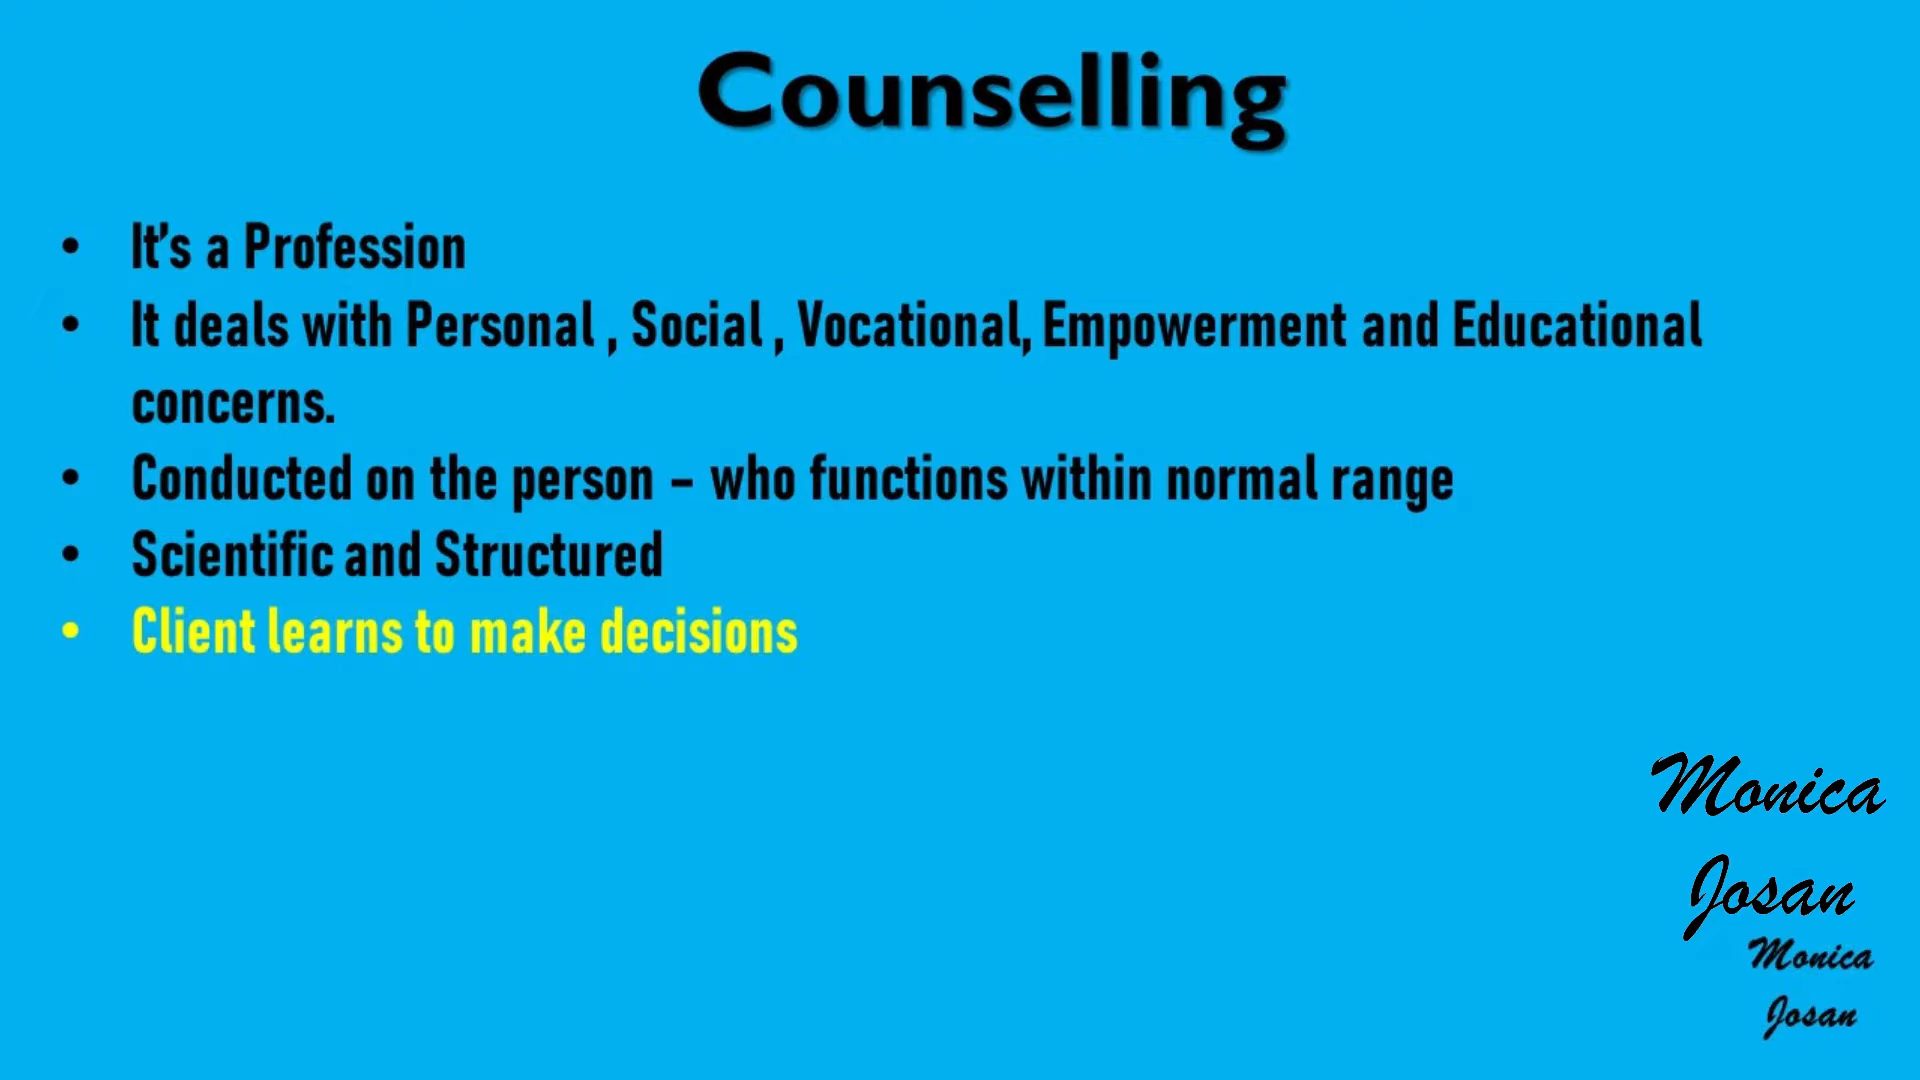 Counselling
• It's a Profession
• It deals with Personal , Social , Vocational, Empowerment and Educational
concerns.
• Conducted on the person – who functions within normal range
• Scientific and Structured
• Client learns to make decisions
Monica
Josan
Monica
Josan